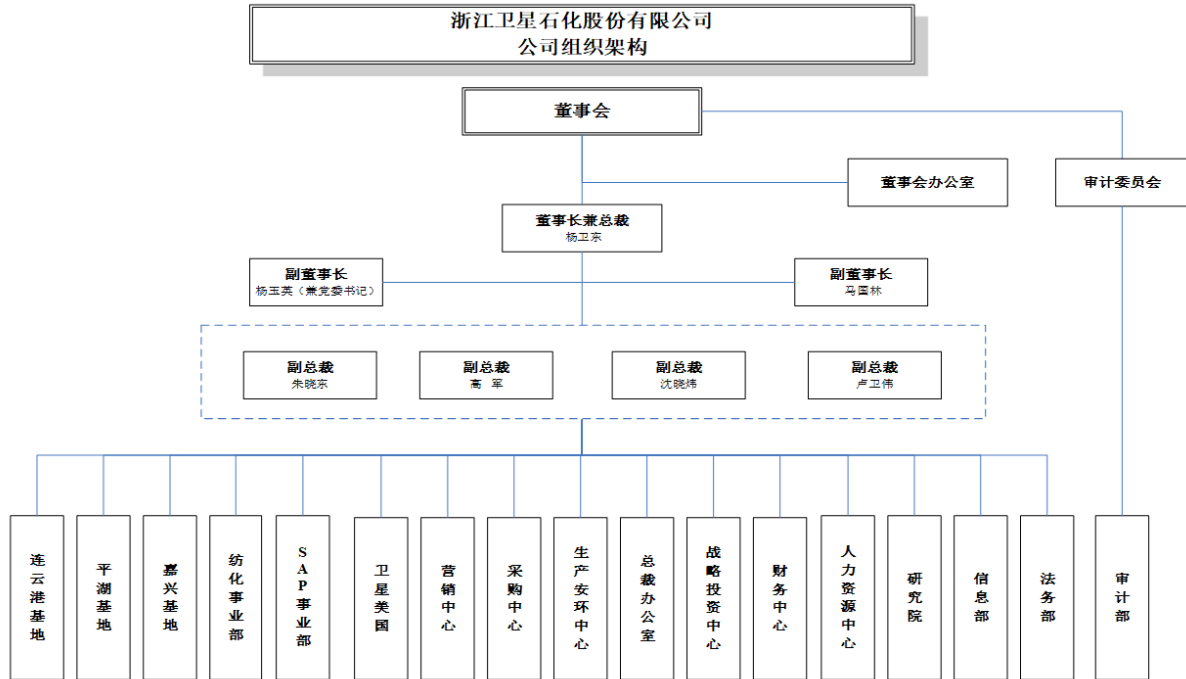 浙江卫星石化股份有限公司
公司组织架构
董事会
董事会办公室
审计委员会
董事长兼总裁
杨卫东
副董事长
杨玉英（兼党委书记）
副董事长
马国林
副总裁
朱晓东
副总裁
高 军
副总裁
沈晓炜
副总裁
卢卫伟
连云港基地
平湖基地
嘉兴基地
纺化事业部
SAP事业部
卫星美国
营销中心
采购中心
生产安环中心
总裁办公室
战略投资中心
财务中心
人力资源中心
研究院
信息部
法务部
审计部